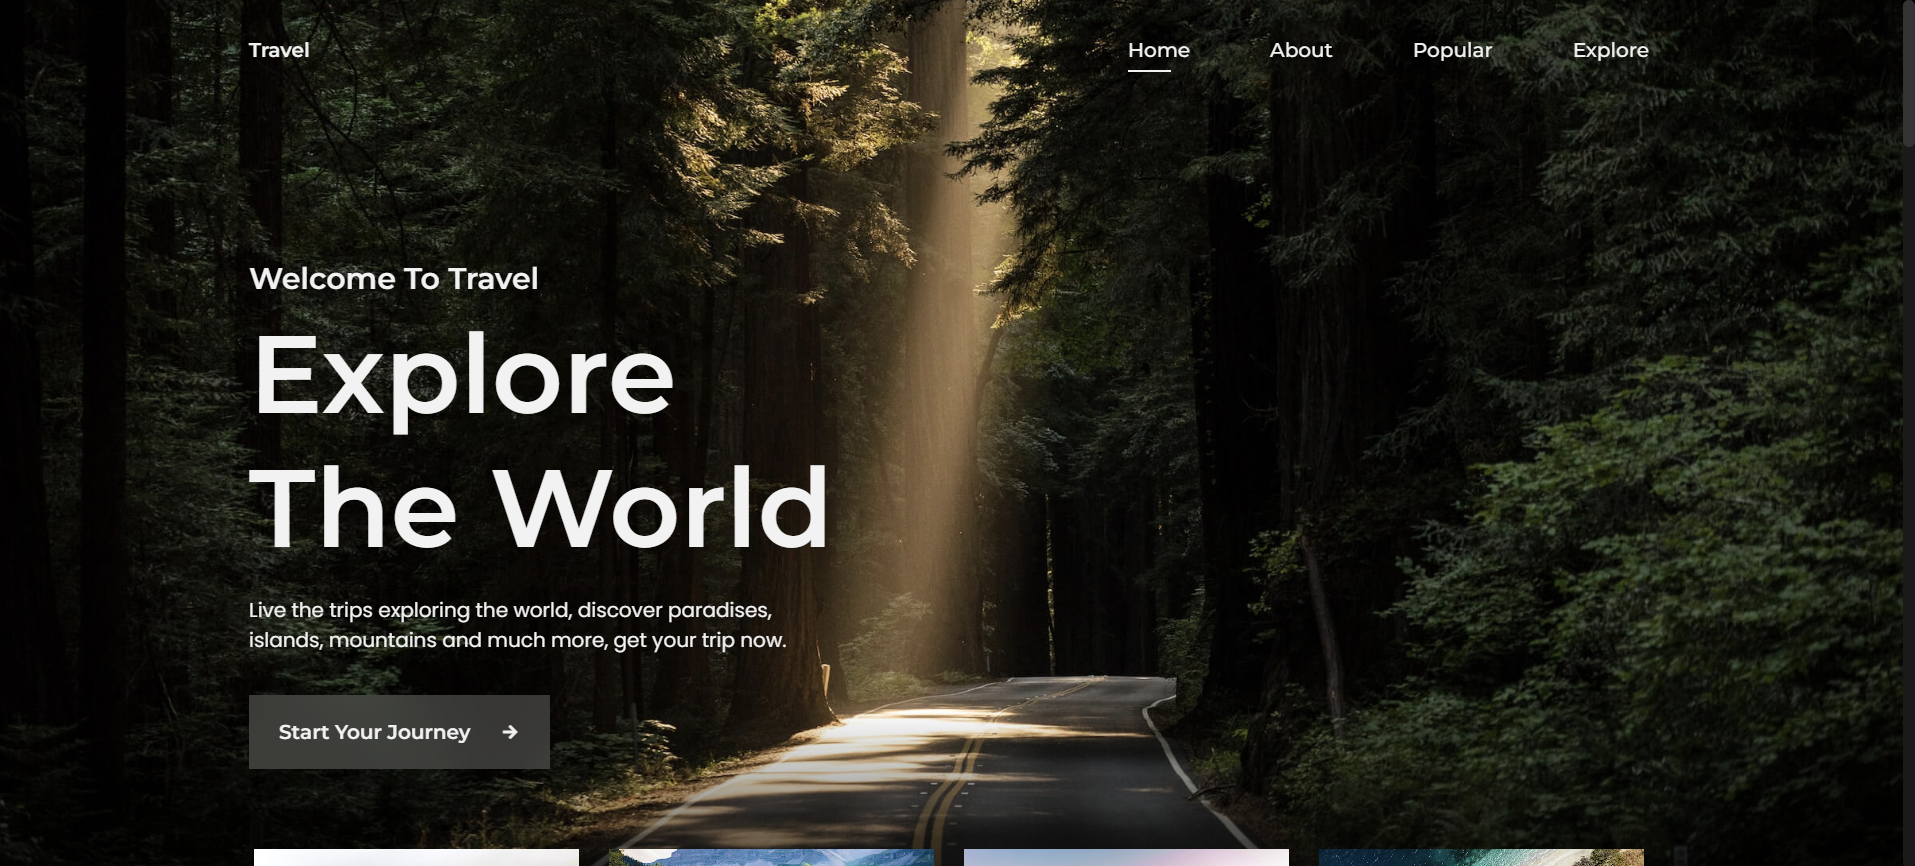 Travel
Home
About
Popular
Explore
Welcome To Travel
Explore
The World
Live the trips exploring the world, discover paradises,
islands, mountains and much more, get your trip now.
Start Your Journey